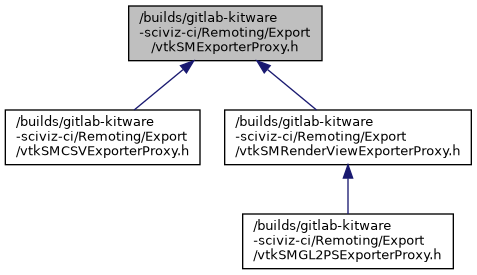 /builds/gitlab-kitware
-sciviz-ci/Remoting/Export
/vtkSMExporterProxy.h
/builds/gitlab-kitware
-sciviz-ci/Remoting/Export
/vtkSMCSVExporterProxy.h
/builds/gitlab-kitware
-sciviz-ci/Remoting/Export
/vtkSMRenderViewExporterProxy.h
/builds/gitlab-kitware
-sciviz-ci/Remoting/Export
/vtkSMGL2PSExporterProxy.h